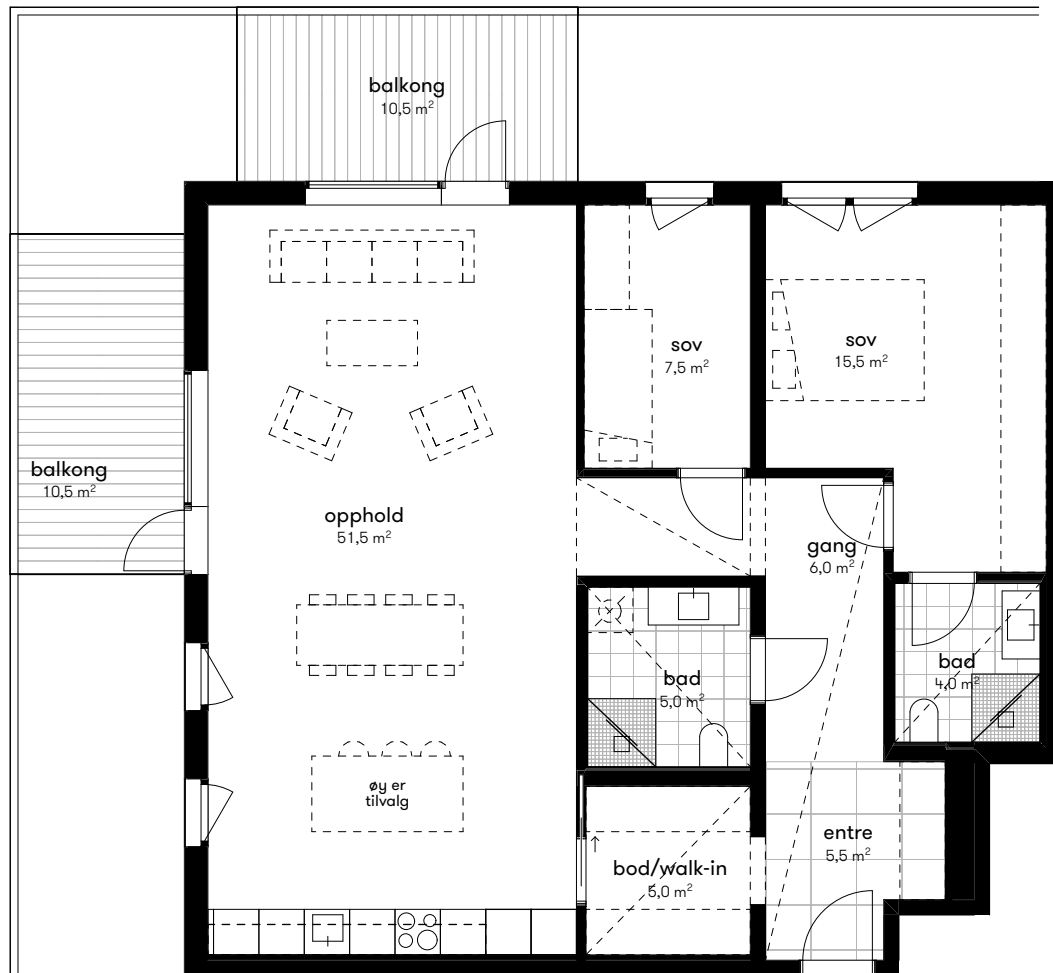 balkong
10,5 m²
sov
7,5 m²
sov
15,5 m²
balkong
10,5 m²
opphold
51,5 m²
gang
6,0 m²
bad
5,0 m²
bad
4,0 m²
øy er
tilvalg
entre
5,5 m²
bod/walk-in
5,0 m²